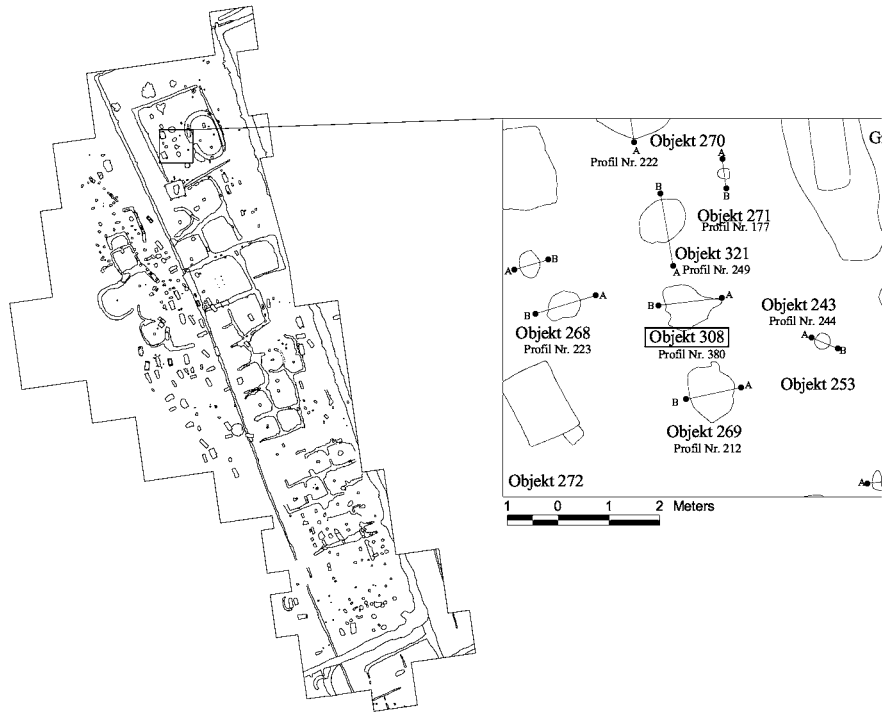 Objekt 270
A
Profil Nr. 222
A
G
B
B
Objekt 271
Profil Nr. 177
Objekt 321
A
Profil Nr. 249
A
B
A
B
B
A
Objekt 243
Profil Nr. 244
Objekt 268
Profil Nr. 223
Objekt 308
Profil Nr. 380
A
B
Objekt 253
A
B
Objekt 269
Profil Nr. 212
Objekt 272
A
1 0 1 2 Meters